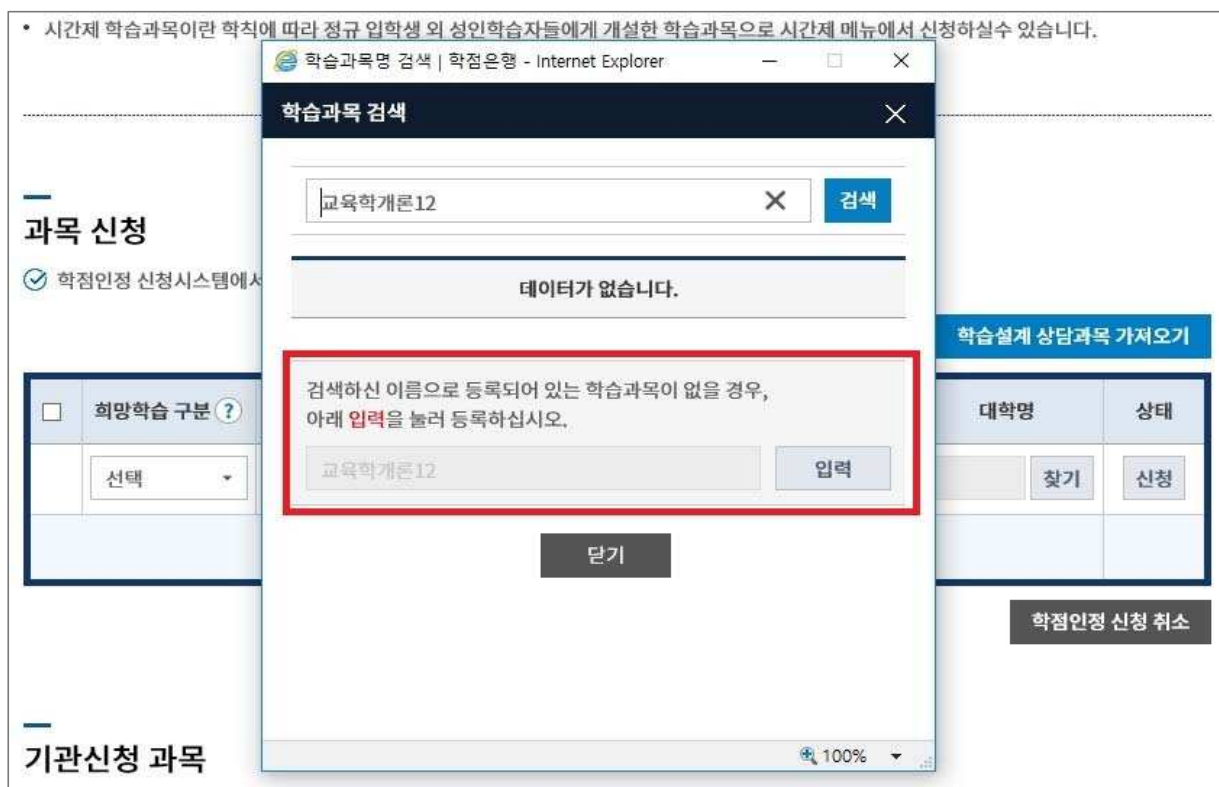 • 시간제 학습과목이란 학칙에 따라 정규 입학생 외 성인학습자들에게 개설한 학습과목으로 시간제 메뉴에서 신청하실수 있습니다.
학습과목명 검색 | 학점은행 - Internet Explorer
학습과목 검색
교육학개론12
검색
데이터가 없습니다.
검색하신 이름으로 등록되어 있는 학습과목이 없을 경우,
아래 입력을 눌러 등록하십시오.
교육학개론12
입력
닫기
100%
과목 신청
학점인정 신청시스템에서
학습설계 상담과목 가져오기
희망학습 구분 ?
대학명
상태
선택
찾기
신청
학점인정 신청 취소
기관신청 과목